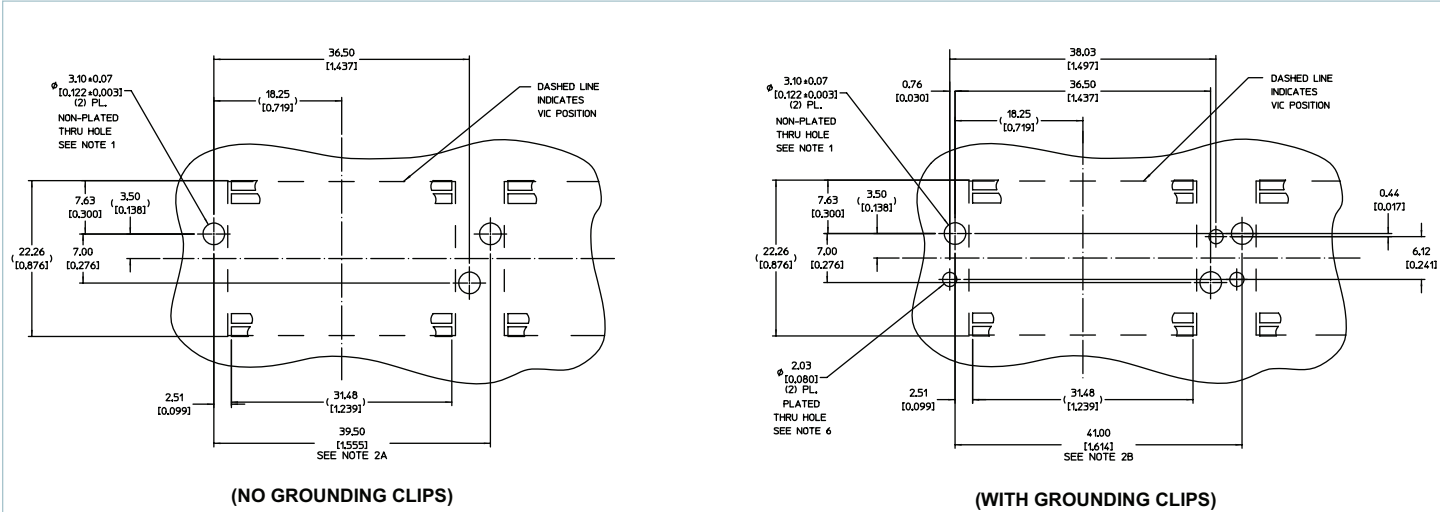 36.50
[1.437]
3.10±0.07
ø [0.122±0.003]
(2) PL.
NON-PLATED
THRU HOLE
SEE NOTE 1
(18.25
[0.719])
DASHED LINE
INDICATES
VIC POSITION
7.63
[0.300]
(3.50
[0.138])
(22.26
[0.876])
7.00
[0.276]
2.51
[0.099]
(31.48
[1.239])
39.50
[1.555]
SEE NOTE 2A
(NO GROUNDING CLIPS)
38.03
[1.497]
0.76
[0.030]
36.50
[1.437]
3.10±0.07
ø [0.122±0.003]
(2) PL.
NON-PLATED
THRU HOLE
SEE NOTE 1
(18.25
[0.719])
DASHED LINE
INDICATES
VIC POSITION
7.63
[0.300]
(3.50
[0.138])
0.44
[0.017]
(22.26
[0.876])
7.00
[0.276]
6.12
[0.241]
ø 2.03
[0.080]
(2) PL.
PLATED
THRU HOLE
SEE NOTE 6
2.51
[0.099]
(31.48
[1.239])
41.00
[1.614]
SEE NOTE 2B
(WITH GROUNDING CLIPS)